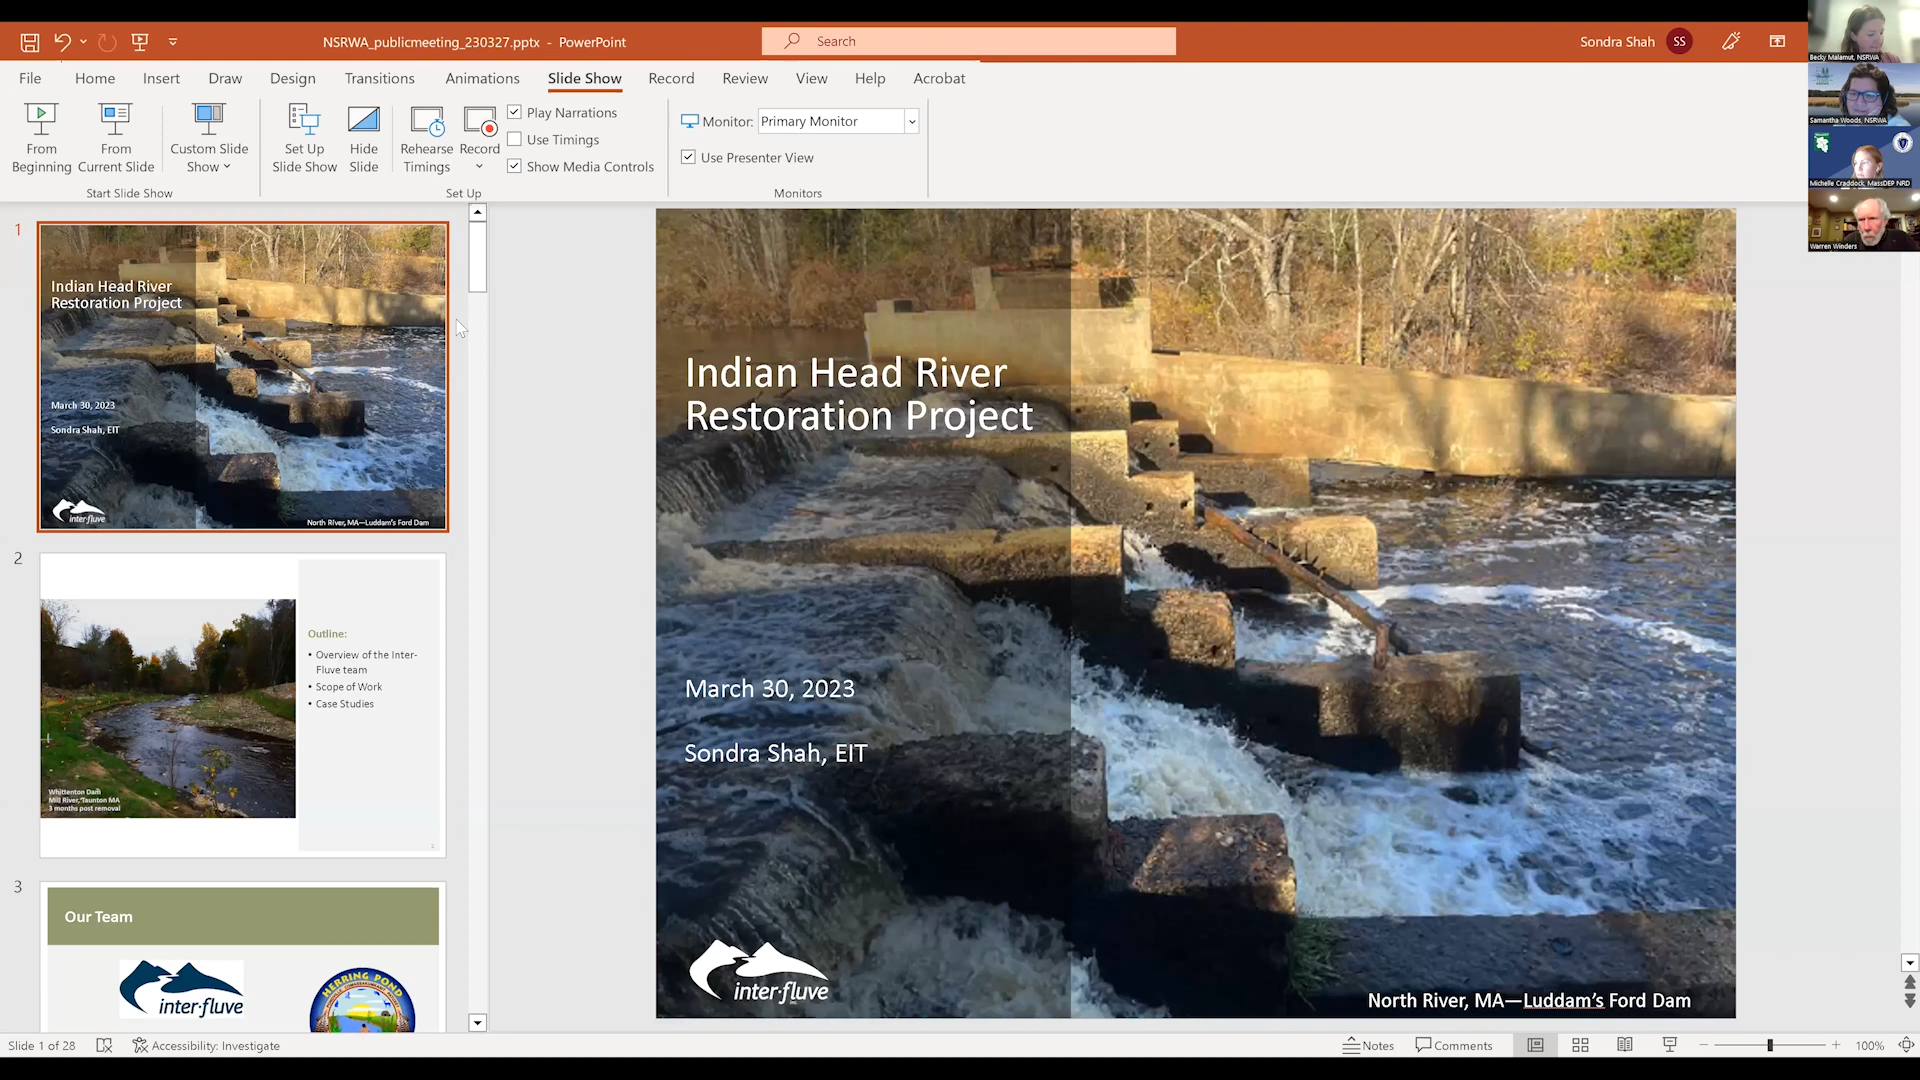 NSRWA_publicmeeting_230327.pptx - PowerPoint
Search
Sondra Shah
SS
File Home Insert Draw Design Transitions Animations Slide Show Record Review View Help Acrobat
From Beginning
From Current Slide
Custom Slide Show
Start Slide Show
Set Up Slide Show
Hide Slide
Rehearse Timings
Record
Play Narrations
Use Timings
Show Media Controls
Set Up
Monitor: Primary Monitor
Use Presenter View
Monitors
Becky Malamut, NSRWA
Samantha Woods, NSRWA
Michelle Craddock, MassDEP NRD
Warren Winders
1
Indian Head River
Restoration Project
March 30, 2023
Sondra Shah, EIT
inter-fluve
North River, MA—Luddam's Ford Dam
2
Outline:
• Overview of the Inter-
Fluve team
• Scope of Work
• Case Studies
Whittenton Dam
Mill River, Taunton MA
3 months post removal
2
3
Our Team
inter-fluve
HERRING POND
Indian Head River
Restoration Project
March 30, 2023
Sondra Shah, EIT
inter-fluve
North River, MA—Luddam's Ford Dam
Slide 1 of 28
Accessibility: Investigate
Notes
Comments
100%